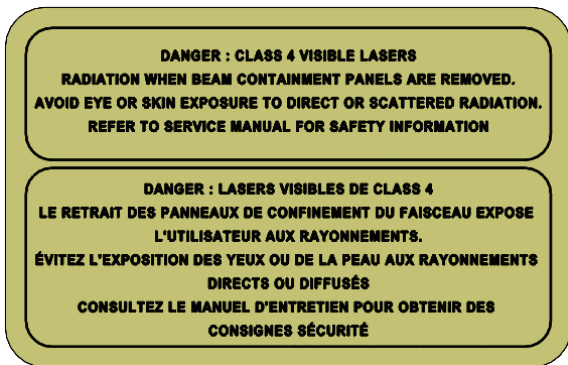 DANGER : CLASS 4 VISIBLE LASERS
RADIATION WHEN BEAM CONTAINMENT PANELS ARE REMOVED.
AVOID EYE OR SKIN EXPOSURE TO DIRECT OR SCATTERED RADIATION.
REFER TO SERVICE MANUAL FOR SAFETY INFORMATION
DANGER : LASERS VISIBLES DE CLASS 4
LE RETRAIT DES PANNEAUX DE CONFINEMENT DU FAISCEAU EXPOSE
L'UTILISATEUR AUX RAYONNEMENTS.
ÉVITEZ L'EXPOSITION DES YEUX OU DE LA PEAU AUX RAYONNEMENTS
DIRECTS OU DIFFUSÉS
CONSULTEZ LE MANUEL D'ENTRETIEN POUR OBTENIR DES
CONSIGNES SÉCURITÉ